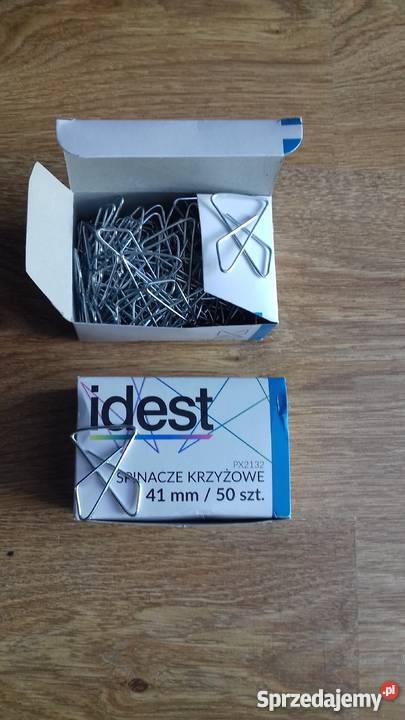 idest
PX2132
SPINACZE KRZYŻOWE
41 mm / 50 szt.
Sprzedajemy.pl